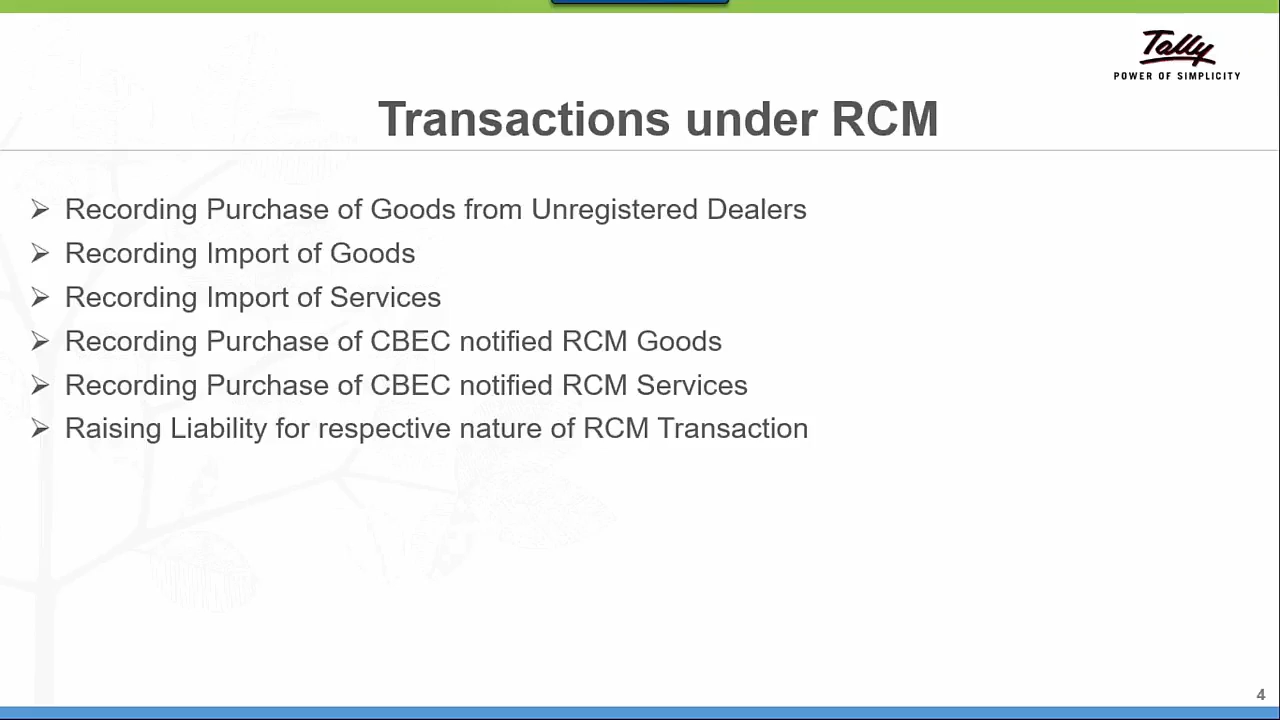 Tally
POWER OF SIMPLICITY
Transactions under RCM
➢ Recording Purchase of Goods from Unregistered Dealers
➢ Recording Import of Goods
➢ Recording Import of Services
➢ Recording Purchase of CBEC notified RCM Goods
➢ Recording Purchase of CBEC notified RCM Services
➢ Raising Liability for respective nature of RCM Transaction
4